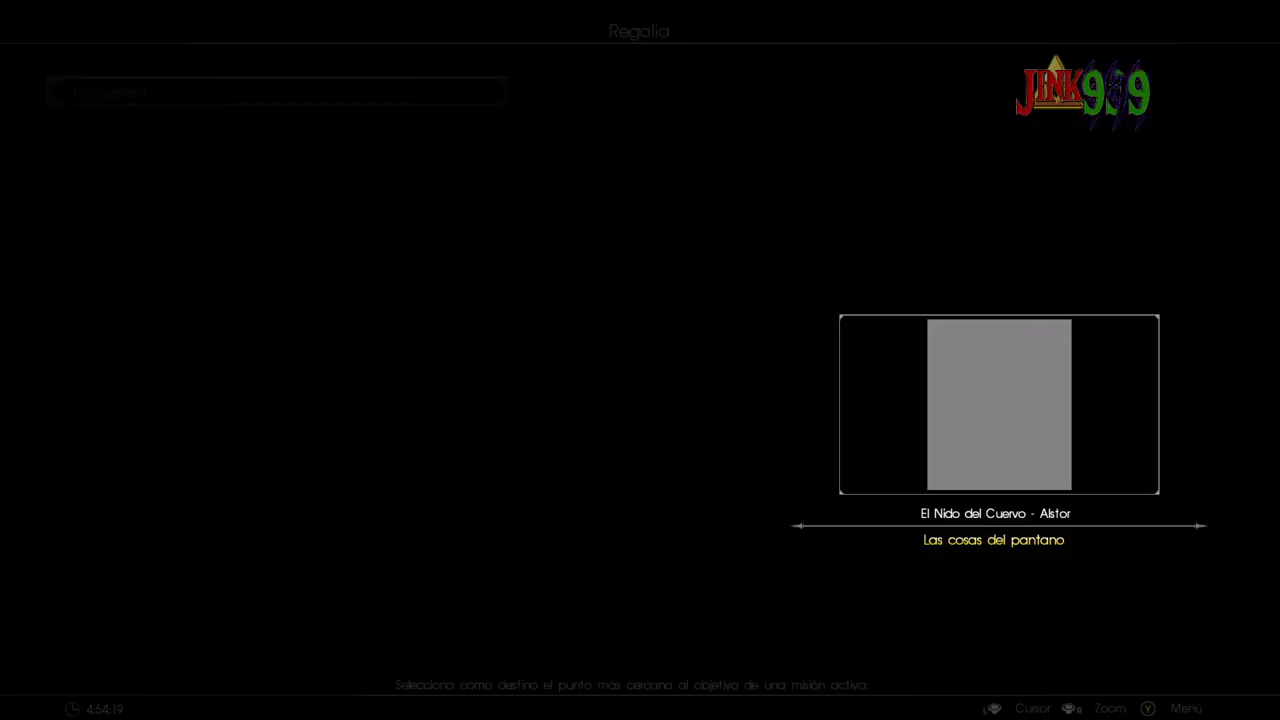 Regalia
JINK999
El Nido del Cuervo - Alstor
Las cosas del pantano
Selecciona como destino el punto más cercano al objetivo de una misión activa.
4:54:19
L Cursor R Zoom Y Menú